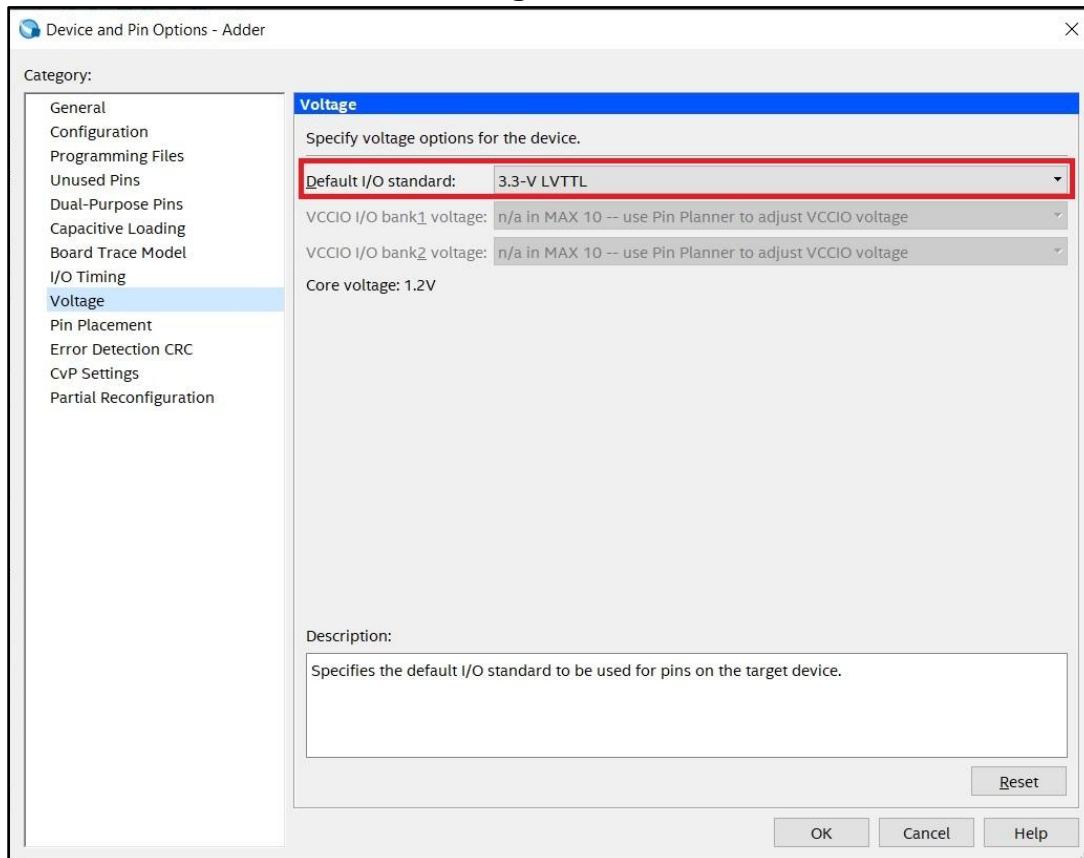 Device and Pin Options - Adder
Category:
General
Configuration
Programming Files
Unused Pins
Dual-Purpose Pins
Capacitive Loading
Board Trace Model
I/O Timing
Voltage
Pin Placement
Error Detection CRC
CvP Settings
Partial Reconfiguration
Voltage
Specify voltage options for the device.
Default I/O standard: 3.3-V LVTTL
VCCIO I/O bank1 voltage: n/a in MAX 10 -- use Pin Planner to adjust VCCIO voltage
VCCIO I/O bank2 voltage: n/a in MAX 10 -- use Pin Planner to adjust VCCIO voltage
Core voltage: 1.2V
Description:
Specifies the default I/O standard to be used for pins on the target device.
Reset
OK Cancel Help